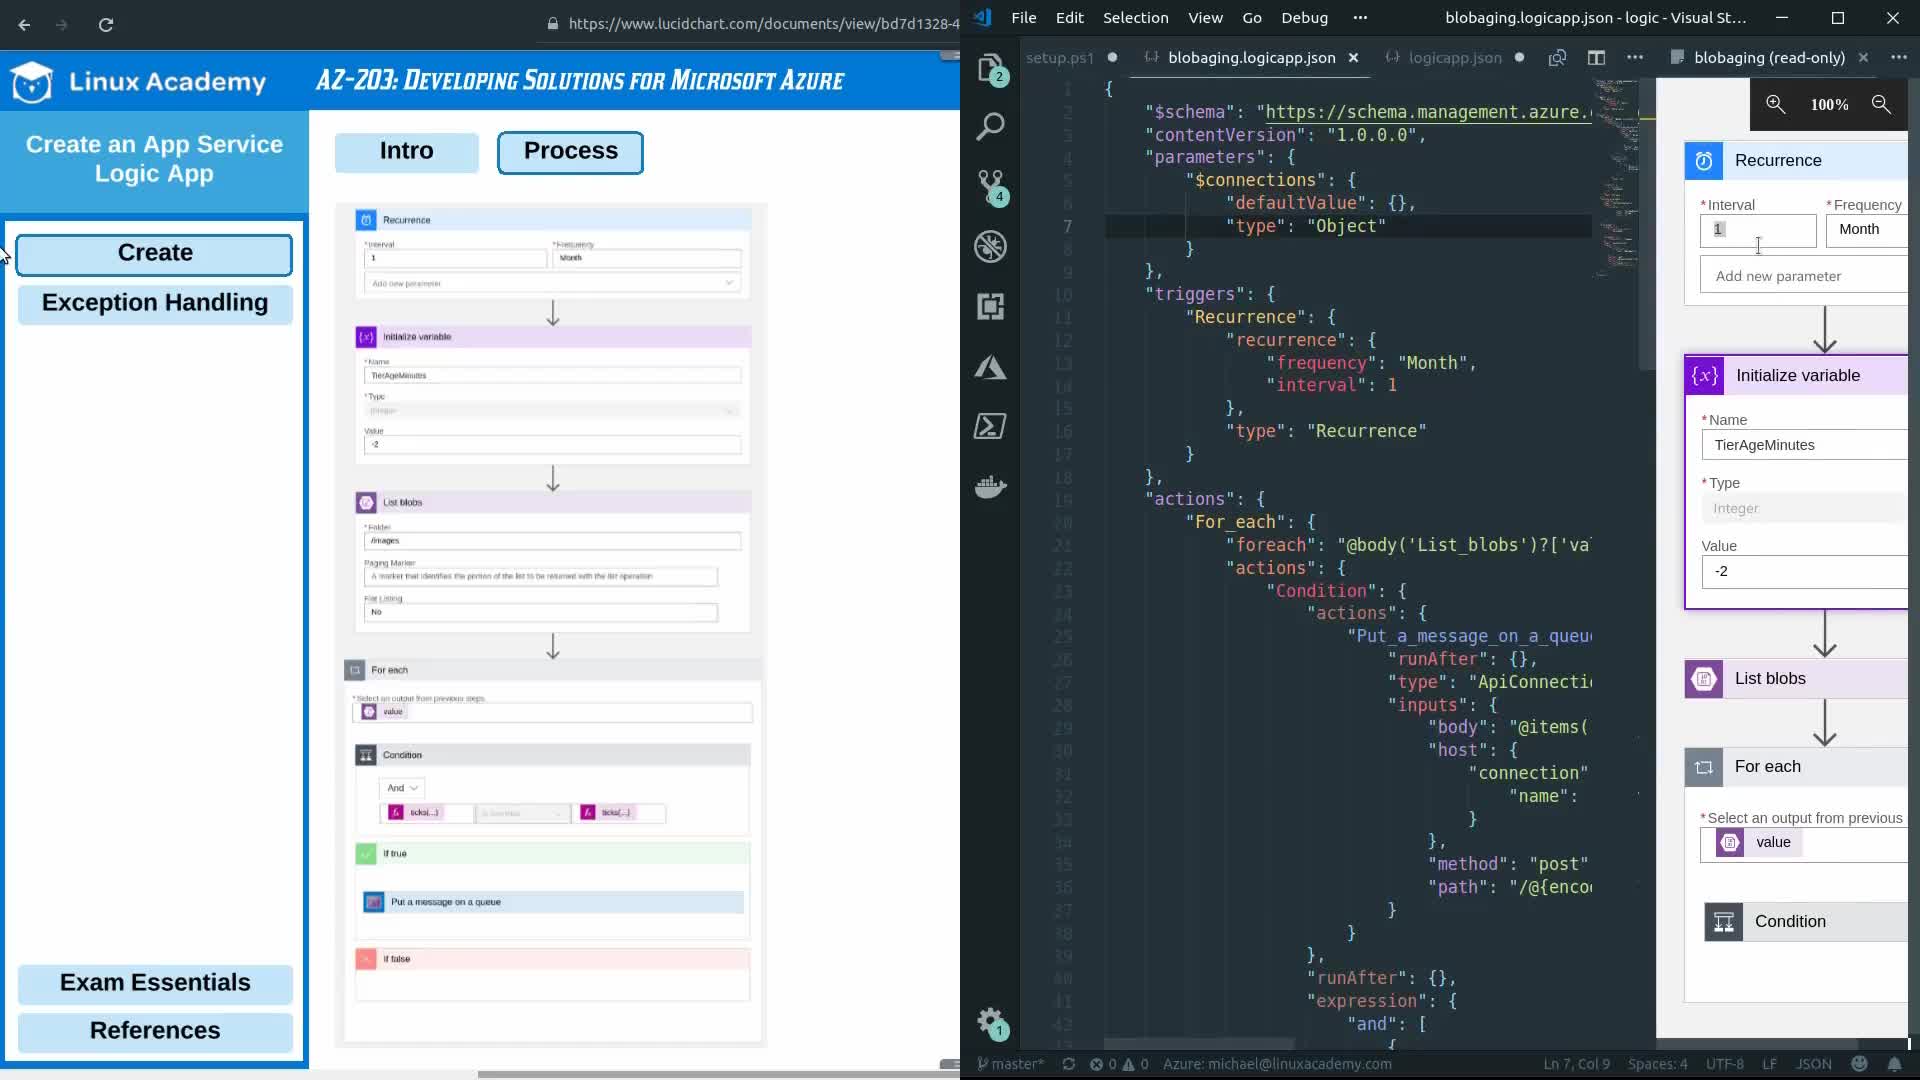 https://www.lucidchart.com/documents/view/bd7d1328-4
Linux Academy
AZ-203: Developing Solutions for Microsoft Azure
Create an App Service
Logic App
Create
Exception Handling
Exam Essentials
References
Intro
Process
Recurrence
*Interval
*Frequency
1
Month
Add new parameter
Initialize variable
*Name
TierAgeMinutes
*Type
Integer
Value
-2
List blobs
*Folder
/images
Paging Marker
A marker that identifies the portion of the list to be returned with the list operation
Flat Listing
No
For each
*Select an output from previous steps
value
Condition
And
ticks(...)
ticks(...)
If true
Put a message on a queue
If false
File Edit Selection View Go Debug ···
blobaging.logicapp.json - logic - Visual St...
setup.ps1
blobaging.logicapp.json
logicapp.json
blobaging (read-only)
2
4
1
1 {
2 "$schema": "https://schema.management.azure.
3 "contentVersion": "1.0.0.0",
4 "parameters": {
5 "$connections": {
6 "defaultValue": {},
7 "type": "Object"
8 }
9 },
10 "triggers": {
11 "Recurrence": {
12 "recurrence": {
13 "frequency": "Month",
14 "interval": 1
15 },
16 "type": "Recurrence"
17 }
18 },
19 "actions": {
20 "For_each": {
21 "foreach": "@body('List_blobs')?['va
22 "actions": {
23 "Condition": {
24 "actions": {
25 "Put_a_message_on_a_queu
26 "runAfter": {},
27 "type": "ApiConnecti
28 "inputs": {
29 "body": "@items(
30 "host": {
31 "connection"
32 "name":
33 }
34 },
35 "method": "post"
36 "path": "/@{enco
37 }
38 }
39 },
40 "runAfter": {},
41 "expression": {
42 "and": [
{
100%
Recurrence
*Interval
*Frequency
1
Month
Add new parameter
Initialize variable
*Name
TierAgeMinutes
*Type
Integer
Value
-2
List blobs
For each
*Select an output from previous
value
Condition
master*
0
0
Azure: michael@linuxacademy.com
Ln 7, Col 9
Spaces: 4
UTF-8
LF
JSON